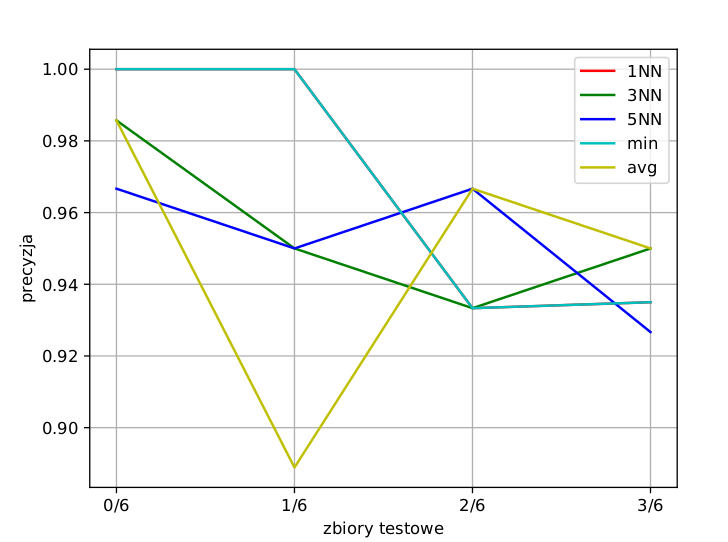 1.00
0.98
0.96
0.94
0.92
0.90
precyzja
0/6
1/6
2/6
3/6
zbiory testowe
1NN
3NN
5NN
min
avg